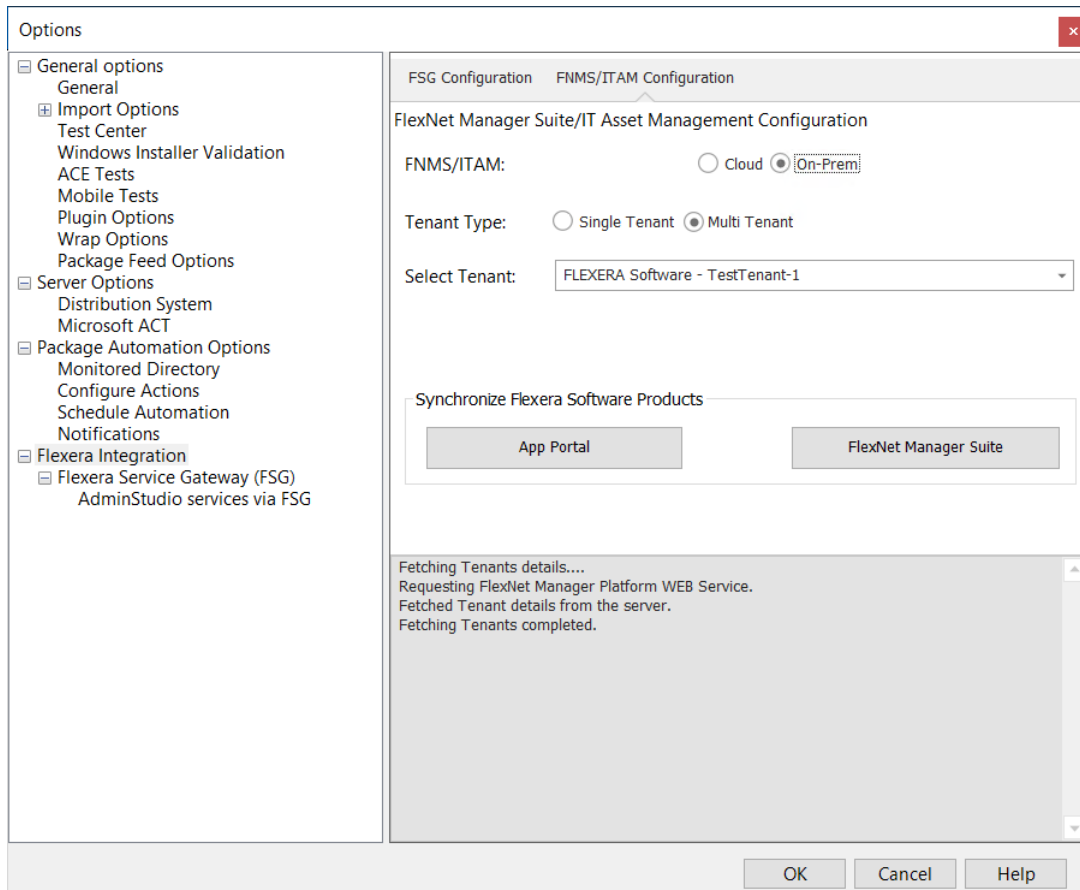 Options
General options
General
Import Options
Test Center
Windows Installer Validation
ACE Tests
Mobile Tests
Plugin Options
Wrap Options
Package Feed Options
Server Options
Distribution System
Microsoft ACT
Package Automation Options
Monitored Directory
Configure Actions
Schedule Automation
Notifications
Flexera Integration
Flexera Service Gateway (FSG)
AdminStudio services via FSG
FSG Configuration FNMS/ITAM Configuration
FlexNet Manager Suite/IT Asset Management Configuration
FNMS/ITAM: Cloud On-Prem
Tenant Type: Single Tenant Multi Tenant
Select Tenant: FLEXERA Software - TestTenant-1
Synchronize Flexera Software Products
App Portal FlexNet Manager Suite
Fetching Tenants details....
Requesting FlexNet Manager Platform WEB Service.
Fetched Tenant details from the server.
Fetching Tenants completed.
OK Cancel Help